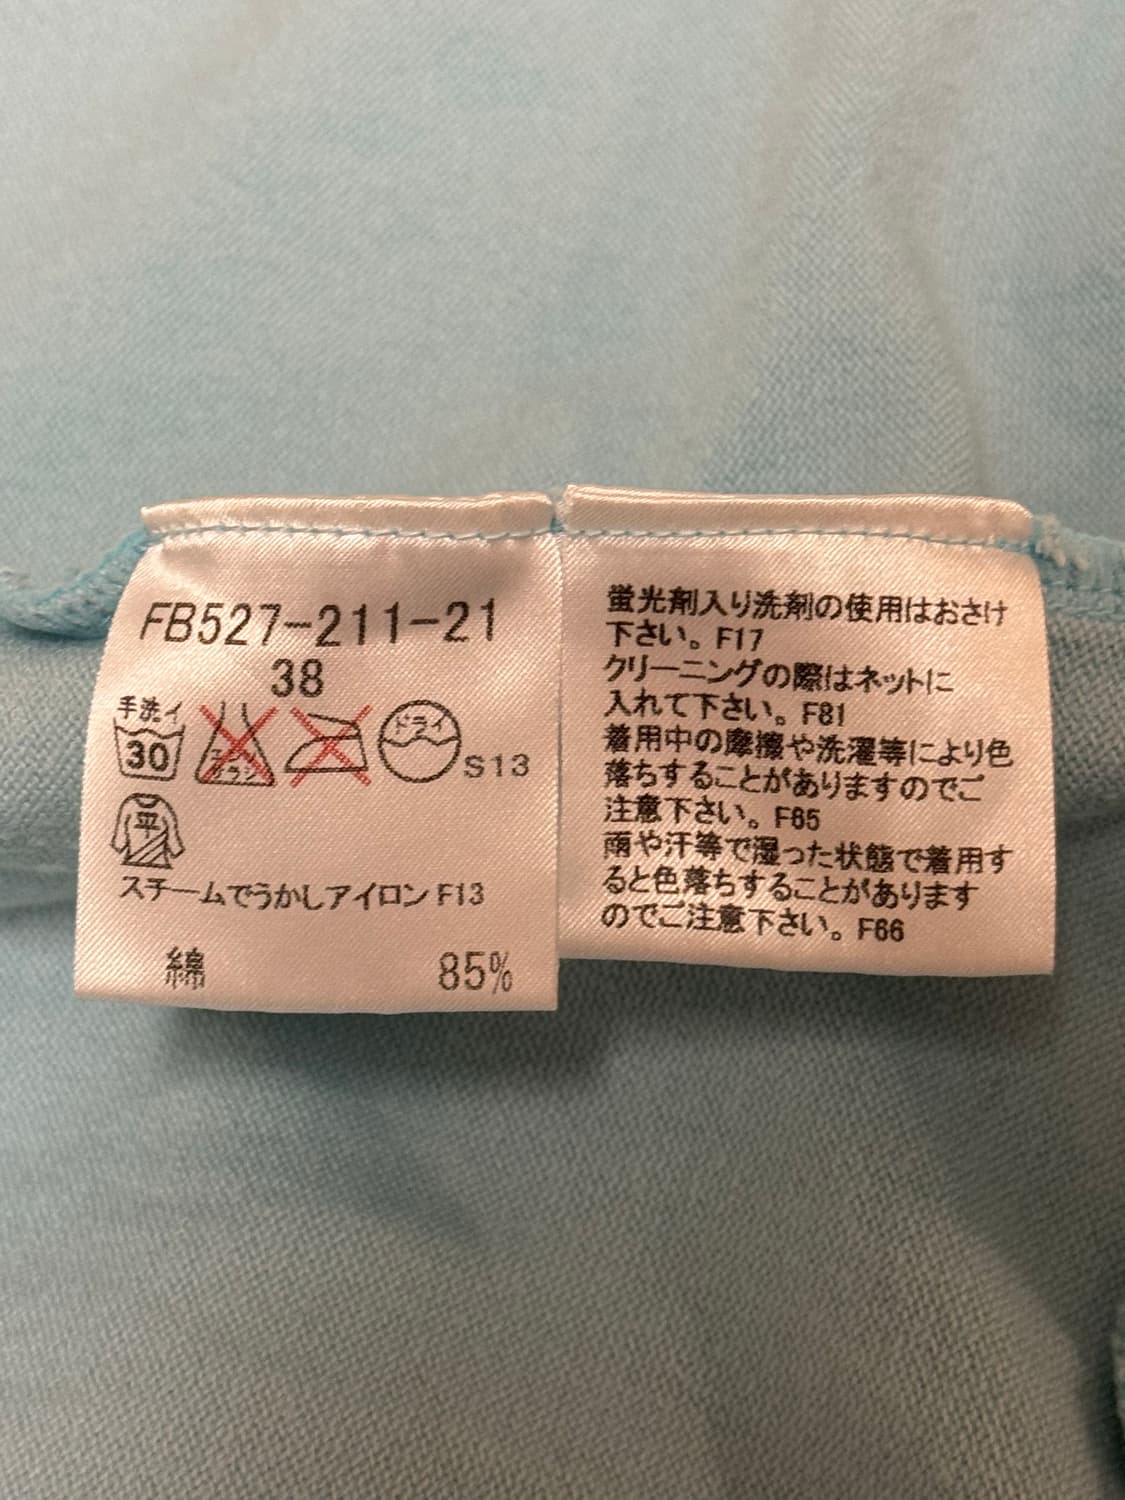 FB527-211-21
38
手洗イ
30
エンソ
サラシ
ドライ
S13
平
スチームでうかしアイロン F13
綿 85%
蛍光剤入り洗剤の使用はおさけ
下さい。F17
クリーニングの際はネットに
入れて下さい。F81
着用中の摩擦や洗濯等により色
落ちすることがありますのでご
注意下さい。F65
雨や汗等で湿った状態で着用す
ると色落ちすることがあります
のでご注意下さい。F66